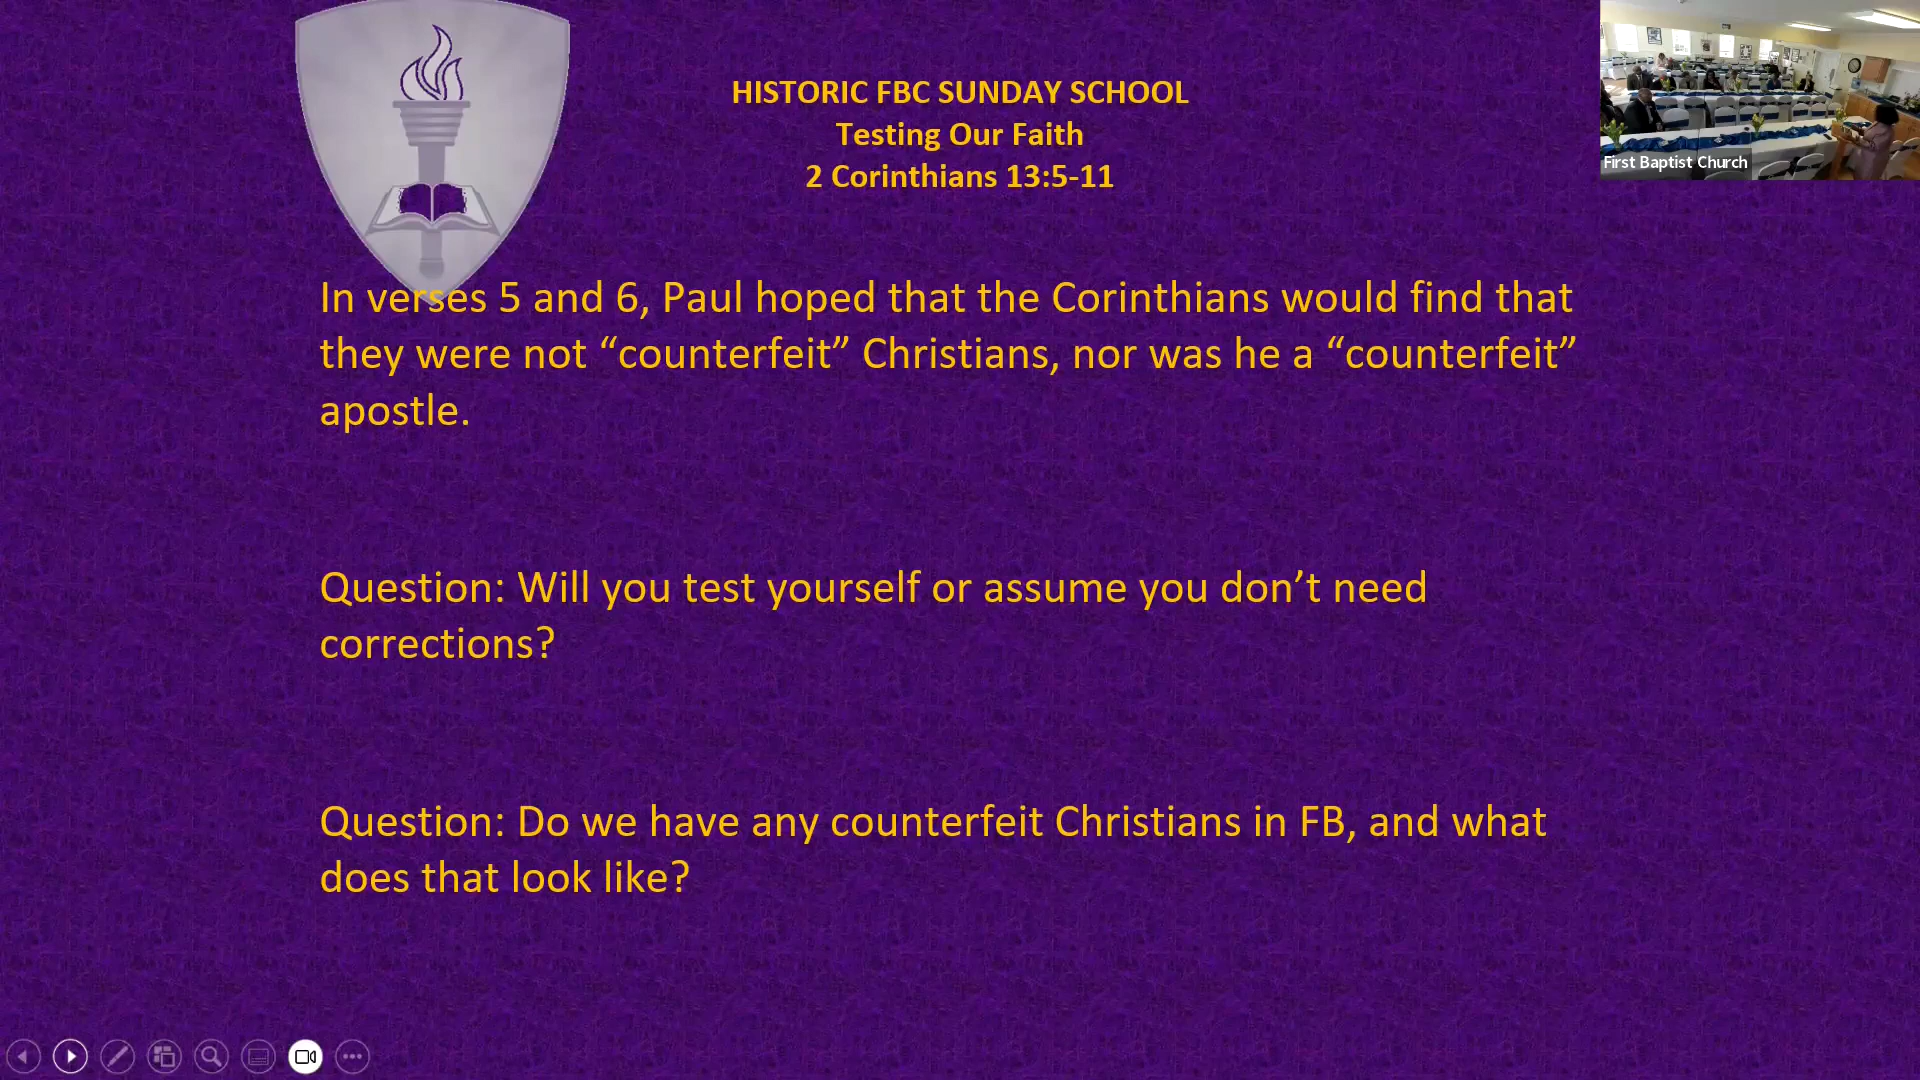 HISTORIC FBC SUNDAY SCHOOL
Testing Our Faith
2 Corinthians 13:5-11
First Baptist Church
In verses 5 and 6, Paul hoped that the Corinthians would find that
they were not “counterfeit” Christians, nor was he a “counterfeit”
apostle.
Question: Will you test yourself or assume you don’t need
corrections?
Question: Do we have any counterfeit Christians in FB, and what
does that look like?